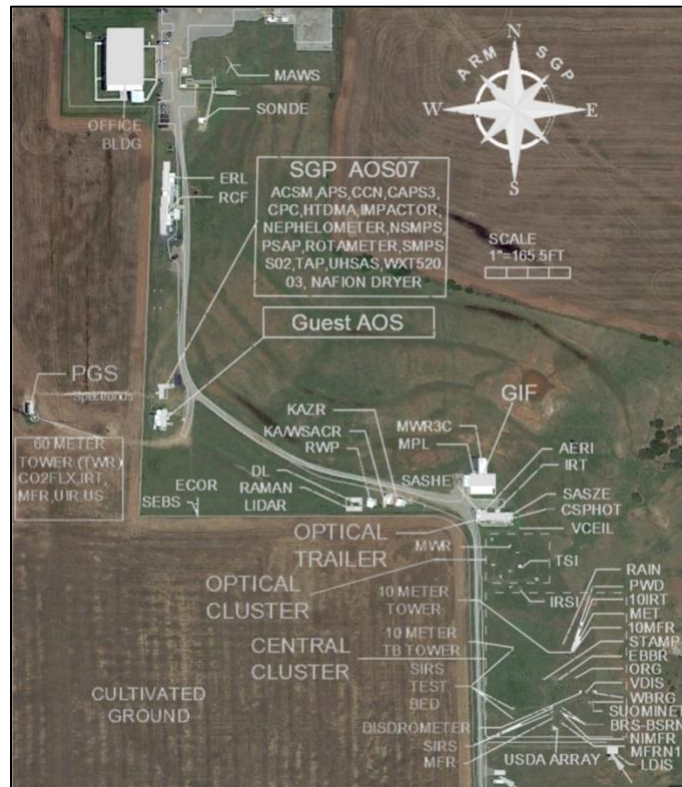 MAWS
SONDE
OFFICE
BLDG
N
ARM SGP
W
E
S
ERL
RCF
SGP AOS07
ACSM,APS,CCN,CAPS3,
CPC,HTDMA,IMPACTOR,
NEPHELOMETER,NSMPS,
PSAP,ROTAMETER,SMPS
S02,TAP,UHSAS,WXT520
03, NAFION DRYER
SCALE
1"=165.5FT
Guest AOS
PGS
60 METER
TOWER (TWR)
CO2FLX,IRT,
MFR,UIR,US
GIF
KAZR
KAWSACR
RWP
MWR3C
MPL
SASHE
DL
RAMAN
LIDAR
ECOR
SEBS
AERI
IRT
SASZE
CSPHOT
VCEIL
OPTICAL
TRAILER
MWR
TSI
OPTICAL
CLUSTER
IRSI
10 METER
TOWER
RAIN
PWD
10IRT
MET
10MFR
STAMP
EBBR
ORG
VDIS
WBRG
SUOMINET
BRS-BSRN
NIMFR
MFRN1
LDIS
CENTRAL
CLUSTER
10 METER
TB TOWER
SIRS
TEST
BED
DISDROMETER
SIRS
MFR
USDA ARRAY
CULTIVATED
GROUND